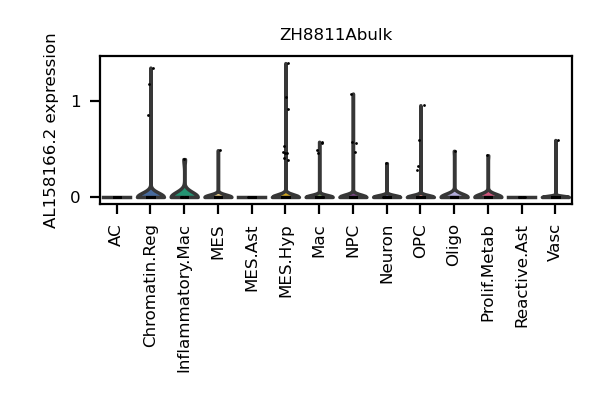 ZH8811Abulk
AL158166.2 expression
1
0
AC
Chromatin.Reg
Inflammatory.Mac
MES
MES.Ast
MES.Hyp
Mac
NPC
Neuron
OPC
Oligo
Prolif.Metab
Reactive.Ast
Vasc